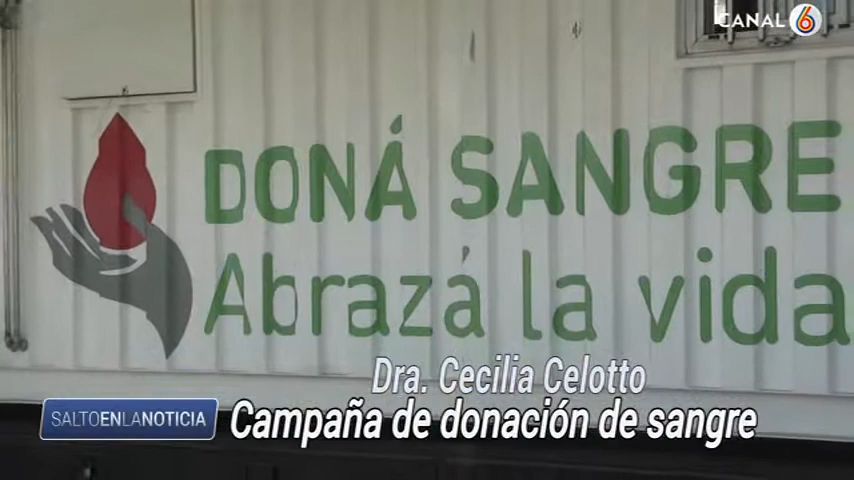 CANAL 6
DONÁ SANGRE
Abrazá la vida
Dra. Cecilia Celotto
SALTOENLANOTICIA
Campaña de donación de sangre